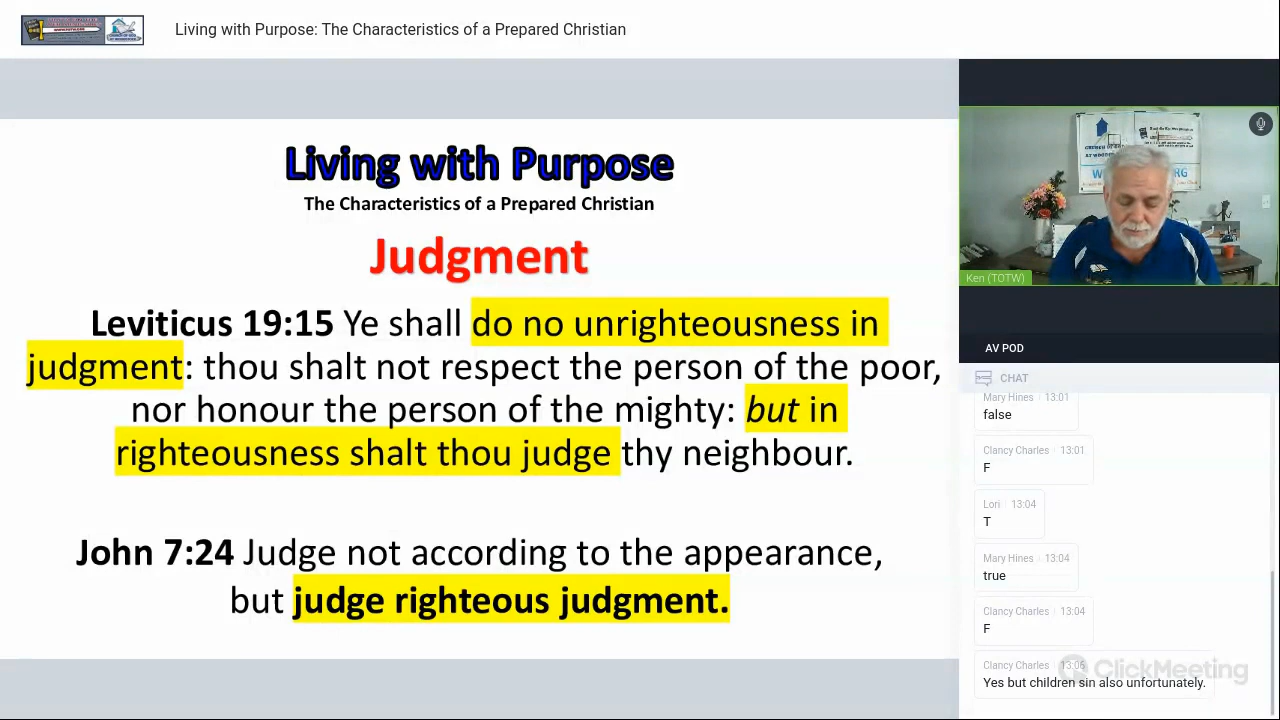 Living with Purpose: The Characteristics of a Prepared Christian
Living with Purpose
The Characteristics of a Prepared Christian
Judgment
Leviticus 19:15 Ye shall do no unrighteousness in
judgment: thou shalt not respect the person of the poor,
nor honour the person of the mighty: but in
righteousness shalt thou judge thy neighbour.
John 7:24 Judge not according to the appearance,
but judge righteous judgment.
Ken (TOTW)
AV POD
CHAT
Mary Hines 13:01
false
Clancy Charles 13:01
F
Lori 13:04
T
Mary Hines 13:04
true
Clancy Charles 13:04
F
Clancy Charles 13:05
Yes but children sin also unfortunately.
ClickMeeting